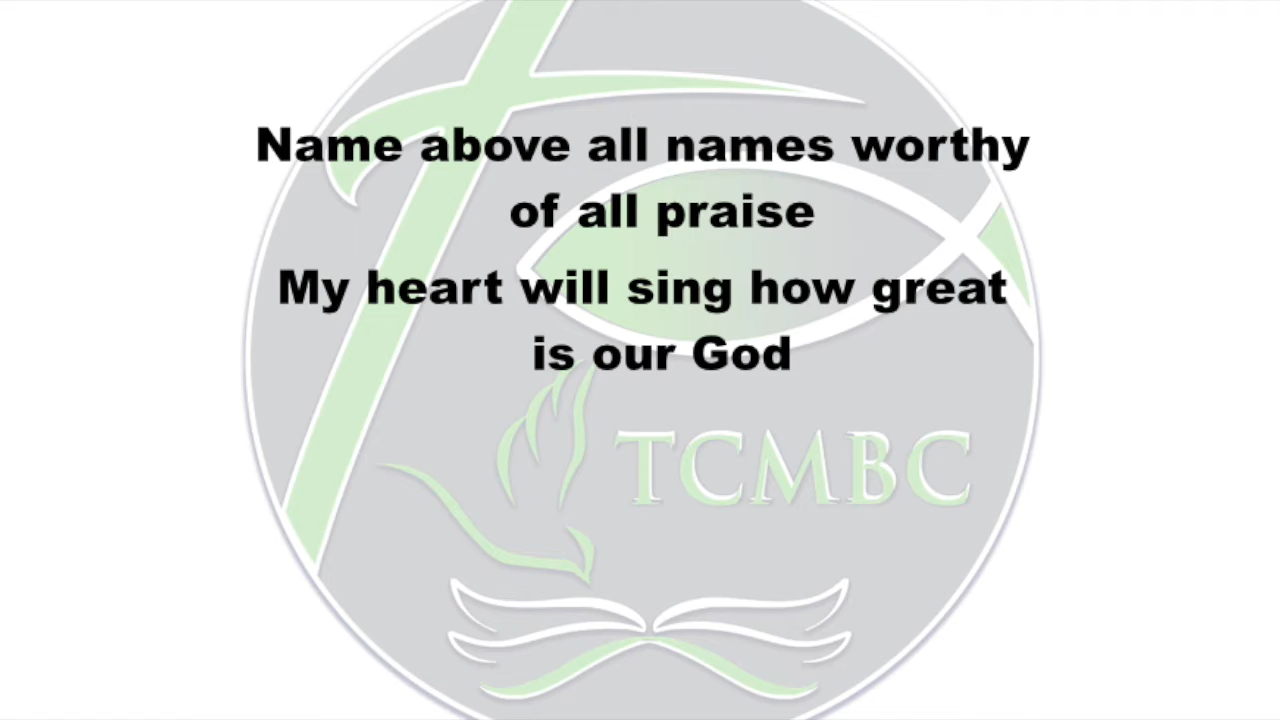 Name above all names worthy
of all praise
My heart will sing how great
is our God
TCMBC